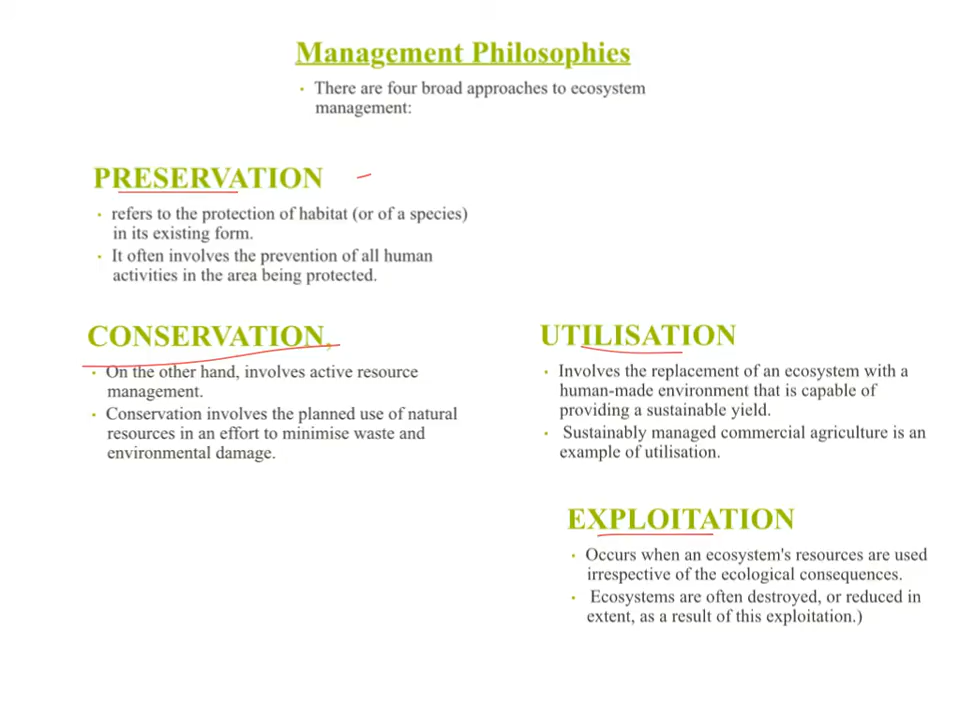 Management Philosophies
• There are four broad approaches to ecosystem
management:
PRESERVATION
• refers to the protection of habitat (or of a species)
in its existing form.
• It often involves the prevention of all human
activities in the area being protected.
CONSERVATION,
• On the other hand, involves active resource
management.
• Conservation involves the planned use of natural
resources in an effort to minimise waste and
environmental damage.
UTILISATION
• Involves the replacement of an ecosystem with a
human-made environment that is capable of
providing a sustainable yield.
• Sustainably managed commercial agriculture is an
example of utilisation.
EXPLOITATION
• Occurs when an ecosystem's resources are used
irrespective of the ecological consequences.
• Ecosystems are often destroyed, or reduced in
extent, as a result of this exploitation.)